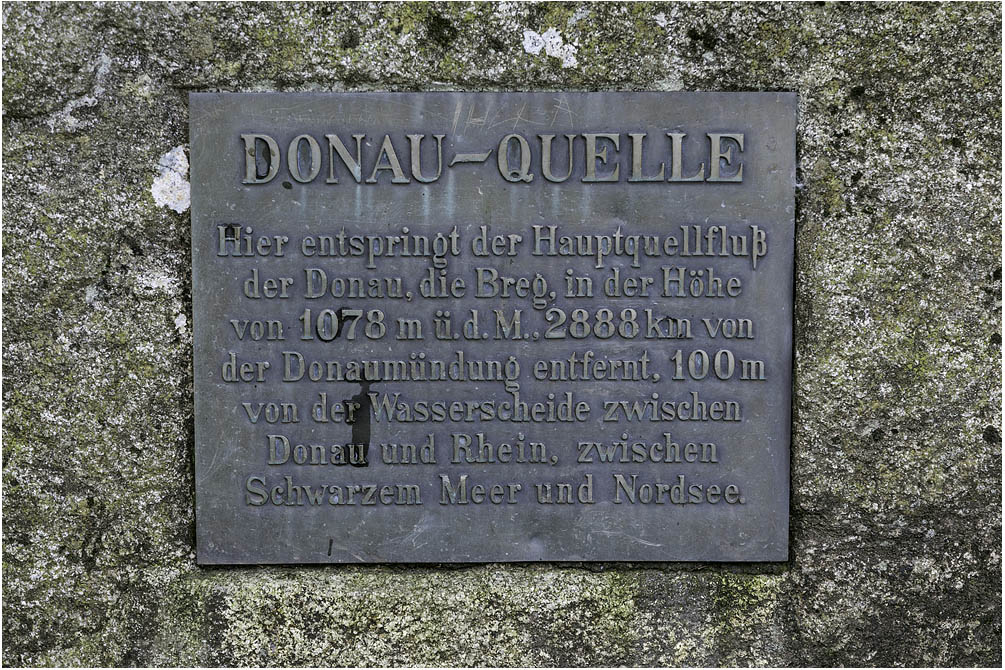 DONAU-QUELLE
Hier entspringt der Hauptquellfluß
der Donau, die Breg, in der Höhe
von 1078 m ü.d.M., 2888 km von
der Donaumündung entfernt, 100 m
von der Wasserscheide zwischen
Donau und Rhein, zwischen
Schwarzem Meer und Nordsee.